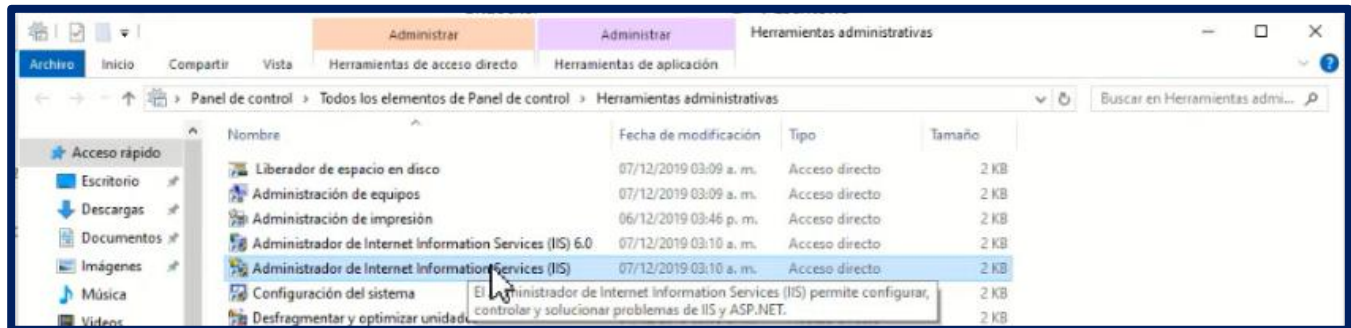 Administrar Administrar Herramientas administrativas
Archivo Inicio Compartir Vista Herramientas de acceso directo Herramientas de aplicación
Panel de control > Todos los elementos de Panel de control > Herramientas administrativas Buscar en Herramientas admi...
Nombre Fecha de modificación Tipo Tamaño
Acceso rápido
Liberador de espacio en disco 07/12/2019 03:09 a. m. Acceso directo 2 KB
Escritorio
Administración de equipos 07/12/2019 03:09 a. m. Acceso directo 2 KB
Descargas
Administración de impresión 06/12/2019 03:46 p. m. Acceso directo 2 KB
Documentos
Administrador de Internet Information Services (IIS) 6.0 07/12/2019 03:10 a. m. Acceso directo 2 KB
Imágenes
Administrador de Internet Information Services (IIS) 07/12/2019 03:10 a. m. Acceso directo 2 KB
Música
Configuración del sistema 2 KB
El administrador de Internet Information Services (IIS) permite configurar,
controlar y solucionar problemas de IIS y ASP.NET.
Videos
Desfragmentar y optimizar 2 KB